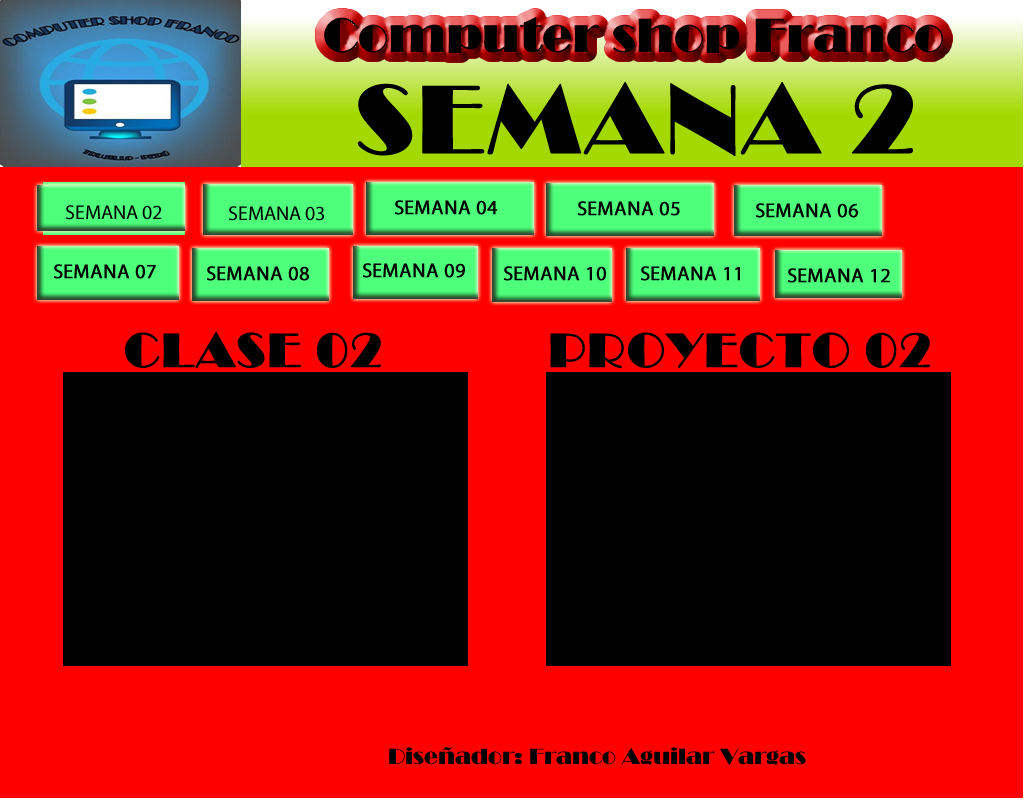 COMPUTER SHOP FRANCO
TRUJILLO - PERÚ
Computer shop Franco
SEMANA 2
SEMANA 02
SEMANA 03
SEMANA 04
SEMANA 05
SEMANA 06
SEMANA 07
SEMANA 08
SEMANA 09
SEMANA 10
SEMANA 11
SEMANA 12
CLASE 02
PROYECTO 02
Diseñador: Franco Aguilar Vargas